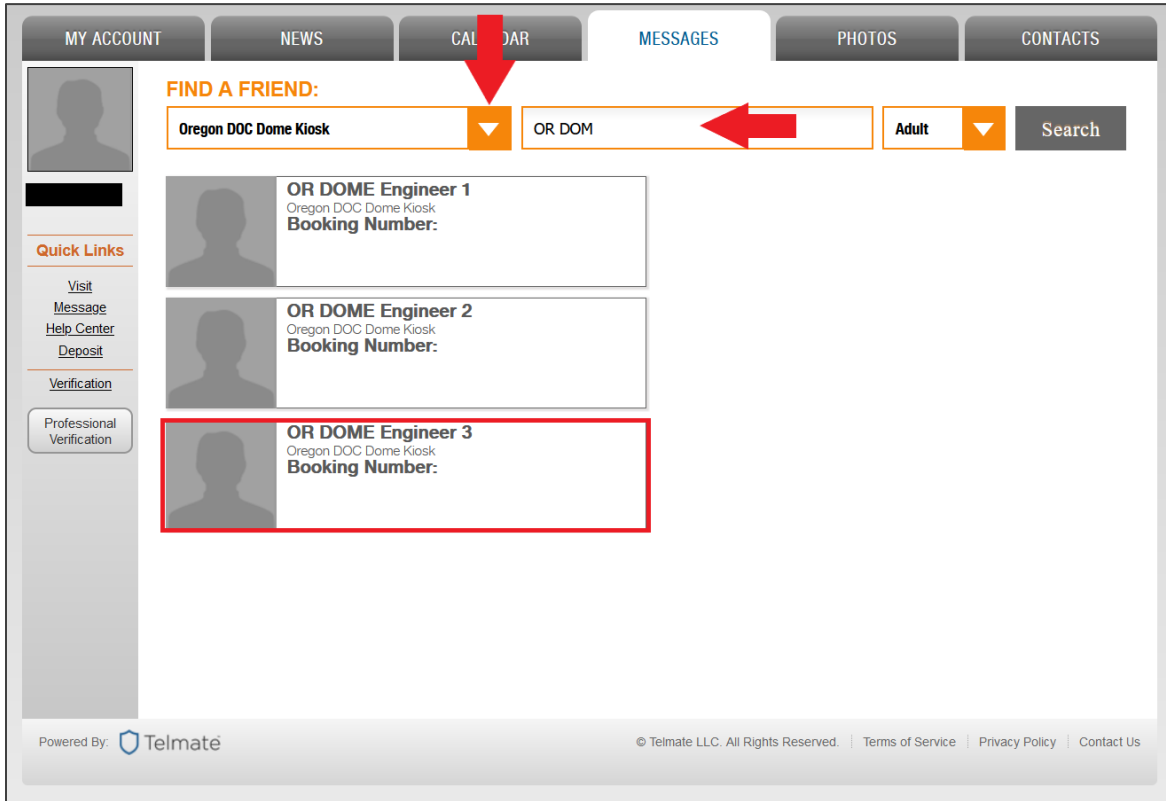 MY ACCOUNT
NEWS
CAL DAR
MESSAGES
PHOTOS
CONTACTS
FIND A FRIEND:
Oregon DOC Dome Kiosk
OR DOM
Adult
Search
OR DOME Engineer 1
Oregon DOC Dome Kiosk
Booking Number:
OR DOME Engineer 2
Oregon DOC Dome Kiosk
Booking Number:
OR DOME Engineer 3
Oregon DOC Dome Kiosk
Booking Number:
Quick Links
Visit
Message
Help Center
Deposit
Verification
Professional
Verification
Powered By: Telmate
© Telmate LLC. All Rights Reserved. | Terms of Service | Privacy Policy | Contact Us